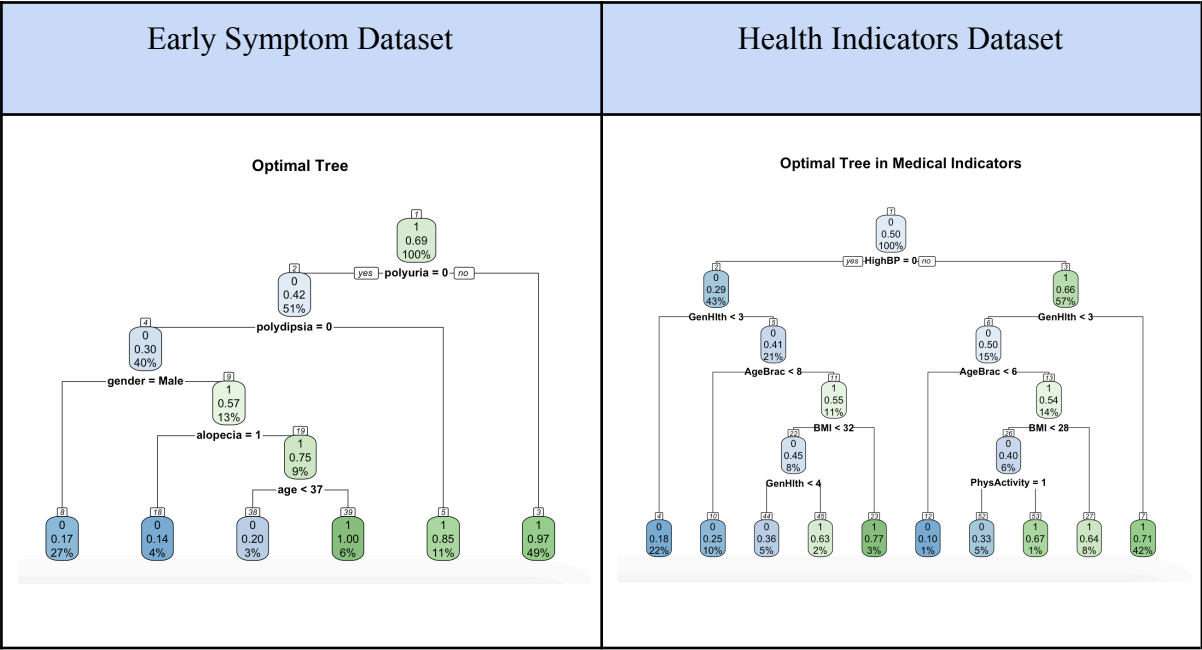 Early Symptom Dataset
Health Indicators Dataset
Optimal Tree
1
1
0.69
100%
yes polyuria = 0 no
2
0
0.42
51%
polydipsia = 0
4
0
0.30
40%
gender = Male
9
1
0.57
13%
alopecia = 1
19
1
0.75
9%
age < 37
8 18 38 39 5 3
0 0 0 1 1 1
0.17 0.14 0.20 1.00 0.85 0.97
27% 4% 3% 6% 11% 49%
Optimal Tree in Medical Indicators
1
0
0.50
100%
yes HighBP = 0 no
2 3
0 1
0.29 0.66
43% 57%
GenHlth < 3 GenHlth < 3
5 6
0 0
0.41 0.50
21% 15%
AgeBrac < 8 AgeBrac < 6
11 13
1 1
0.55 0.54
11% 14%
BMI < 32 BMI < 28
22 26
0 0
0.45 0.40
8% 6%
GenHlth < 4 PhysActivity = 1
4 10 44 45 23 12 52 53 27 7
0 0 0 1 1 0 0 1 1 1
0.18 0.25 0.36 0.63 0.77 0.10 0.33 0.67 0.64 0.71
22% 10% 5% 2% 3% 1% 5% 1% 8% 42%